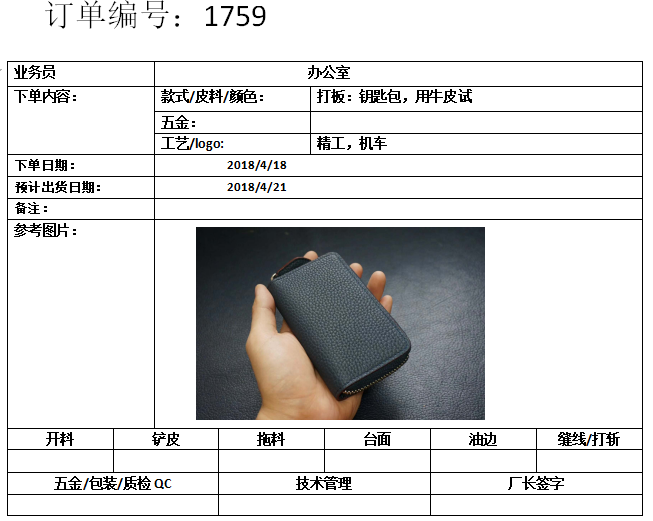 订单编号：1759
业务员 办公室
下单内容： 款式/皮料/颜色： 打板：钥匙包，用牛皮试
五金：
工艺/logo: 精工，机车
下单日期： 2018/4/18
预计出货日期： 2018/4/21
备注：
参考图片：
开料 铲皮 拖料 台面 油边 缝线/打斩
五金/包装/质检 QC 技术管理 厂长签字